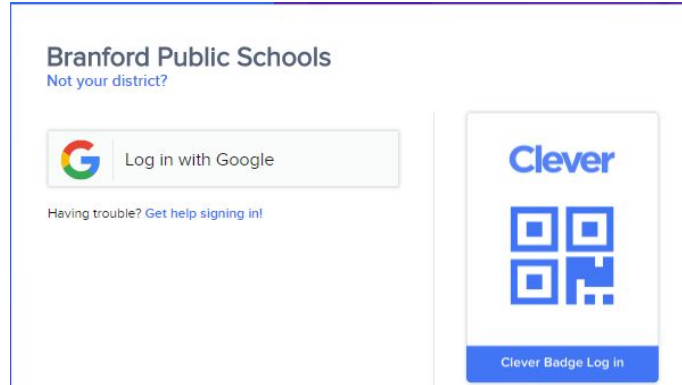 Branford Public Schools
Not your district?
Log in with Google
Having trouble? Get help signing in!
Clever
Clever Badge Log in